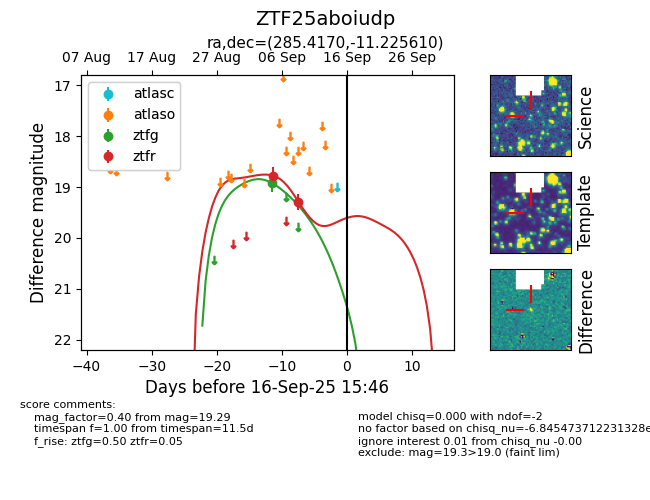 ZTF25aboiudp
ra,dec=(285.4170,-11.225610)
07 Aug 17 Aug 27 Aug 06 Sep 16 Sep 26 Sep
17
18
19
20
21
22
Difference magnitude
atlasc
atlaso
ztfg
ztfr
−40 −30 −20 −10 0 10
Days before 16-Sep-25 15:46
Science
Template
Difference
score comments:
mag_factor=0.40 from mag=19.29
timespan f=1.00 from timespan=11.5d
f_rise: ztfg=0.50 ztfr=0.05
model chisq=0.000 with ndof=-2
no factor based on chisq_nu=-6.845473712231328e
ignore interest 0.01 from chisq_nu -0.00
exclude: mag=19.3>19.0 (faint lim)